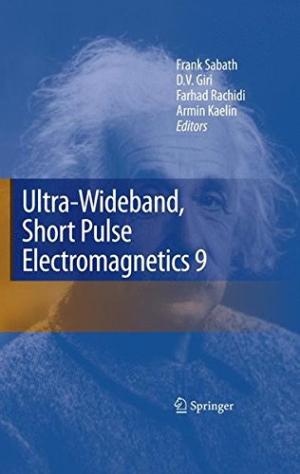 Frank Sabath
D.V. Giri
Farhad Rachidi
Armin Kaelin
Editors
Ultra-Wideband,
Short Pulse
Electromagnetics 9
Springer